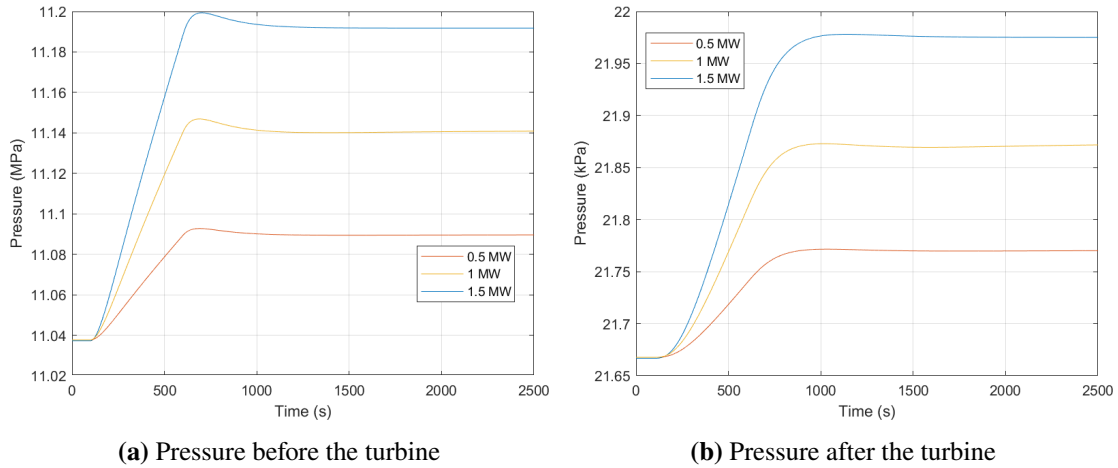 11.2
11.18
11.16
11.14
11.12
11.1
11.08
11.06
11.04
11.02
Pressure (MPa)
0 500 1000 1500 2000 2500
Time (s)
0.5 MW
1 MW
1.5 MW
(a) Pressure before the turbine
22
21.95
21.9
21.85
21.8
21.75
21.7
21.65
Pressure (kPa)
0 500 1000 1500 2000 2500
Time (s)
0.5 MW
1 MW
1.5 MW
(b) Pressure after the turbine